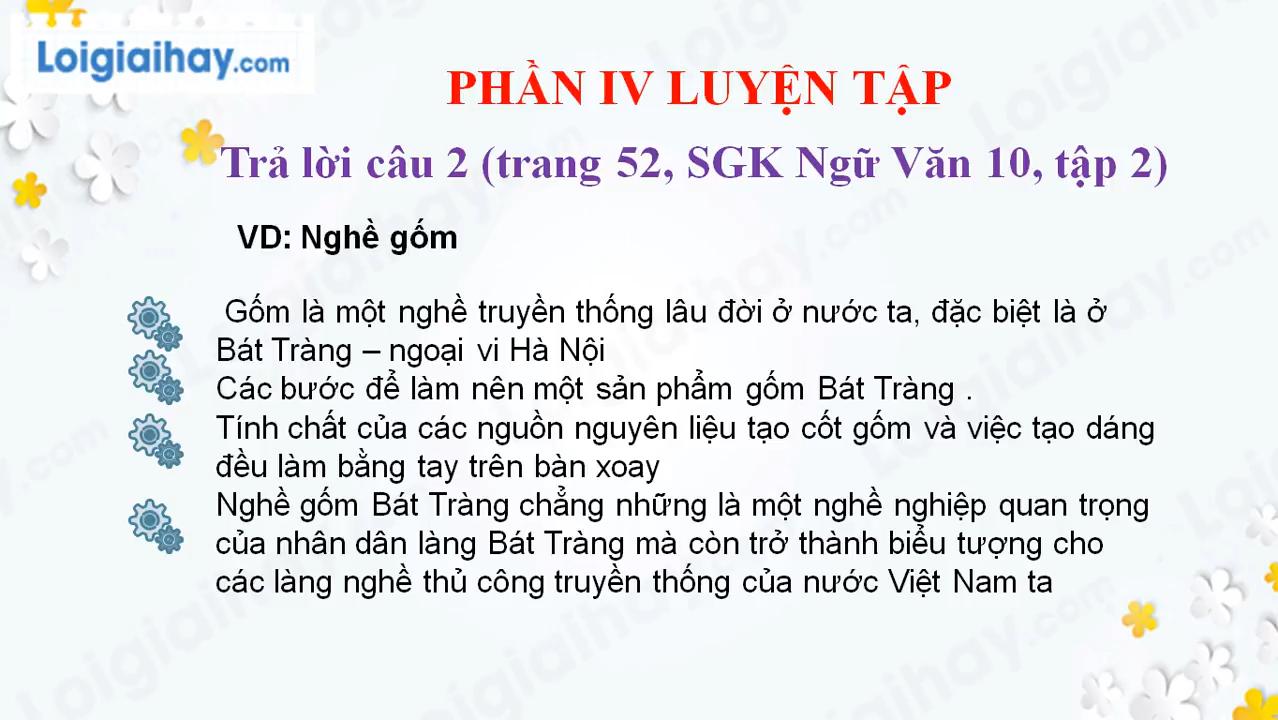 Loigiaihay.com
PHẦN IV LUYỆN TẬP
Trả lời câu 2 (trang 52, SGK Ngữ Văn 10, tập 2)
VD: Nghề gốm
Gốm là một nghề truyền thống lâu đời ở nước ta, đặc biệt là ở
Bát Tràng – ngoại vi Hà Nội
Các bước để làm nên một sản phẩm gốm Bát Tràng .
Tính chất của các nguồn nguyên liệu tạo cốt gốm và việc tạo dáng
đều làm bằng tay trên bàn xoay
Nghề gốm Bát Tràng chẳng những là một nghề nghiệp quan trọng
của nhân dân làng Bát Tràng mà còn trở thành biểu tượng cho
các làng nghề thủ công truyền thống của nước Việt Nam ta